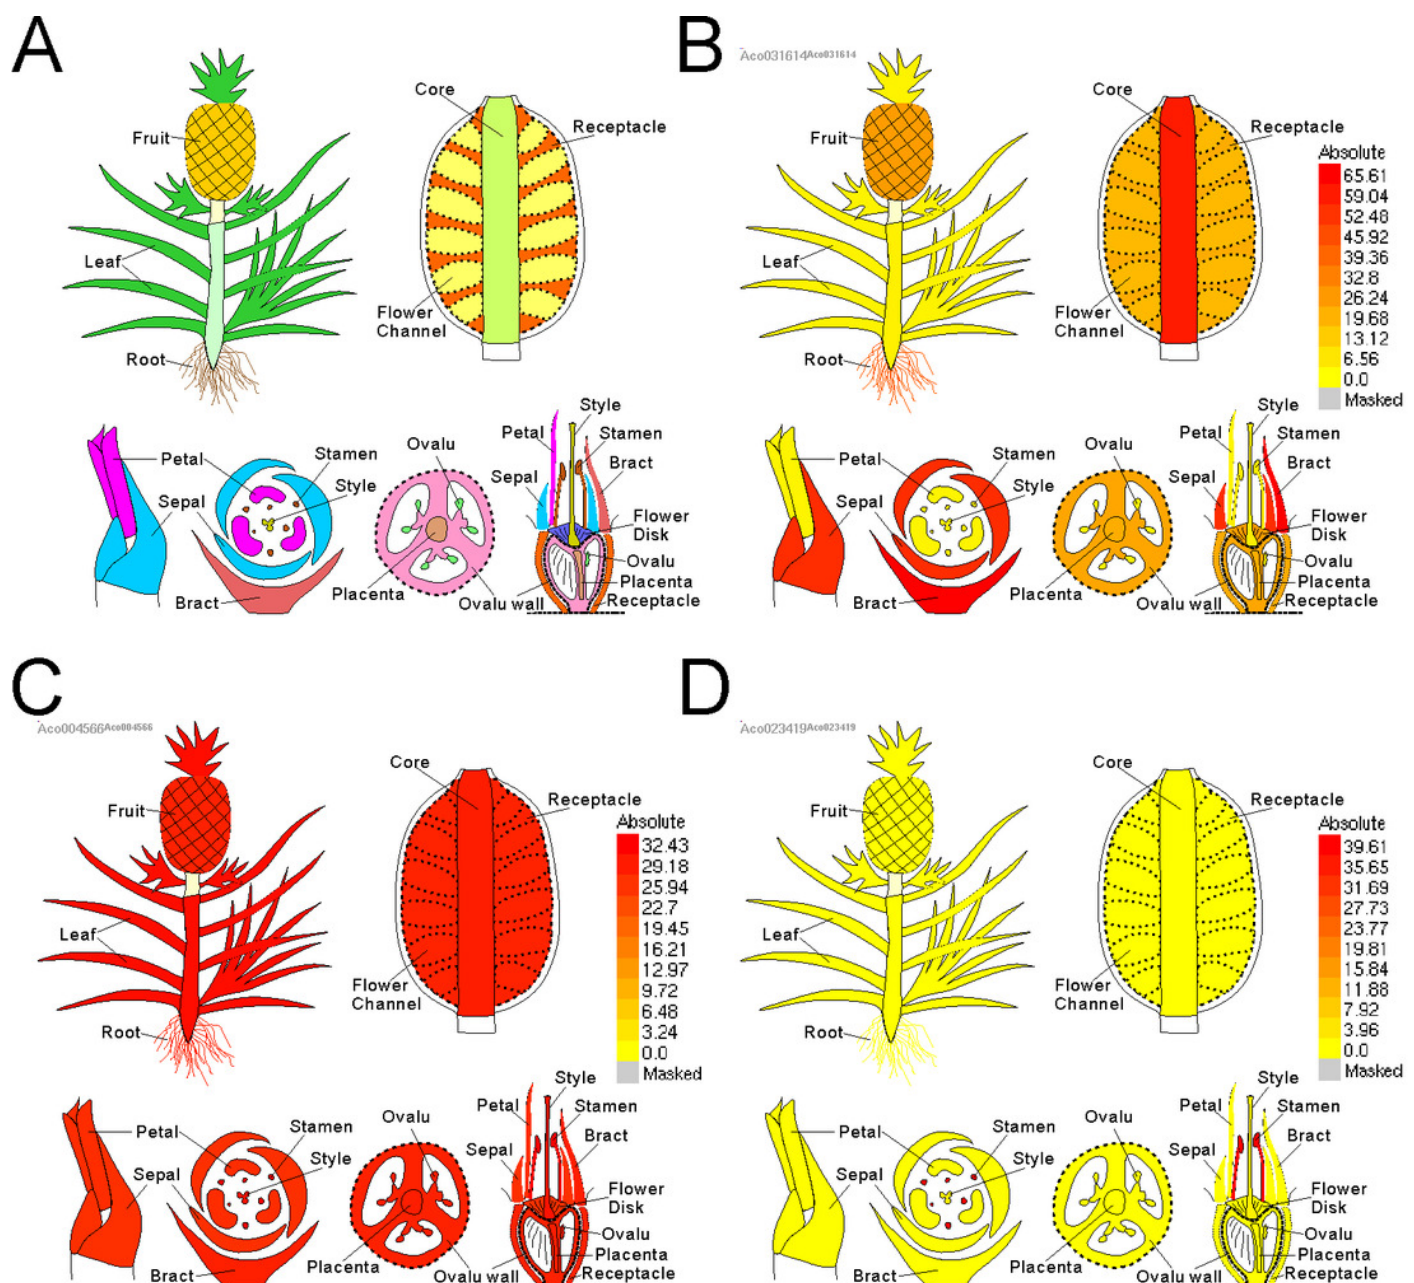 A
Core
Fruit
Receptacle
Leaf
Flower
Channel
Root
Style
Petal
Stamen
Ovalu
Petal
Stamen
Bract
Style
Sepal
Sepal
Flower
Disk
Ovalu
Placenta
Placenta
Bract
Ovalu wall
Receptacle
B
Aco031614Aco031614
Core
Fruit
Receptacle
Absolute
65.61
59.04
52.48
45.92
39.36
32.8
26.24
19.68
13.12
6.56
0.0
Masked
Leaf
Flower
Channel
Root
Style
Petal
Stamen
Ovalu
Petal
Stamen
Bract
Style
Sepal
Sepal
Flower
Disk
Ovalu
Placenta
Placenta
Bract
Ovalu wall
Receptacle
C
Aco004566Aco004566
Core
Fruit
Receptacle
Absolute
32.43
29.18
25.94
22.7
19.45
16.21
12.97
9.72
6.48
3.24
0.0
Masked
Leaf
Flower
Channel
Root
Style
Petal
Stamen
Ovalu
Petal
Stamen
Bract
Style
Sepal
Sepal
Flower
Disk
Ovalu
Placenta
Placenta
Bract
Ovalu wall
Receptacle
D
Aco023419Aco023419
Core
Fruit
Receptacle
Absolute
39.61
35.65
31.69
27.73
23.77
19.81
15.84
11.88
7.92
3.96
0.0
Masked
Leaf
Flower
Channel
Root
Style
Petal
Stamen
Ovalu
Petal
Stamen
Bract
Style
Sepal
Sepal
Flower
Disk
Ovalu
Placenta
Placenta
Bract
Ovalu wall
Receptacle